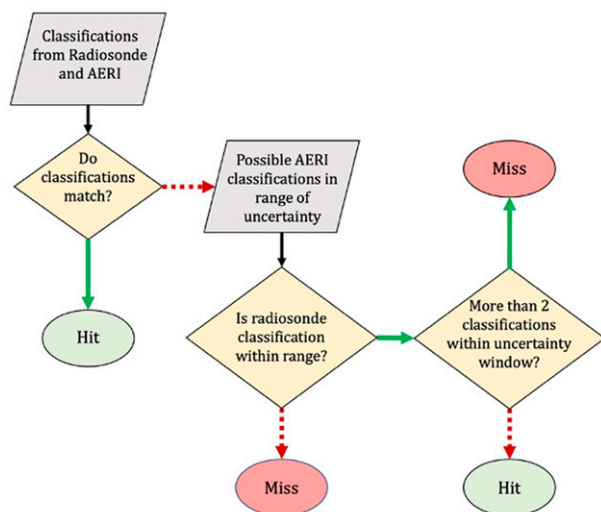 Classifications
from Radiosonde
and AERI
Do
classifications
match?
Hit
Possible AERI
classifications in
range of
uncertainty
Is radiosonde
classification
within range?
Miss
Miss
More than 2
classifications
within uncertainty
window?
Hit